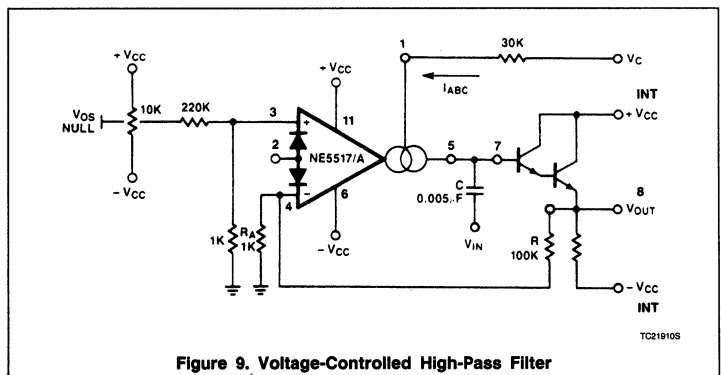 1
30K
VC
+ VCC
+ VCC
IABC
INT
VOS
NULL
10K
220K
3
+
11
+ VCC
2
NE5517/A
5
7
8
− VCC
−
4
6
C
0.005
F
VOUT
1K
RA
1K
− VCC
VIN
R
100K
− VCC
INT
TC21910S
Figure 9. Voltage-Controlled High-Pass Filter